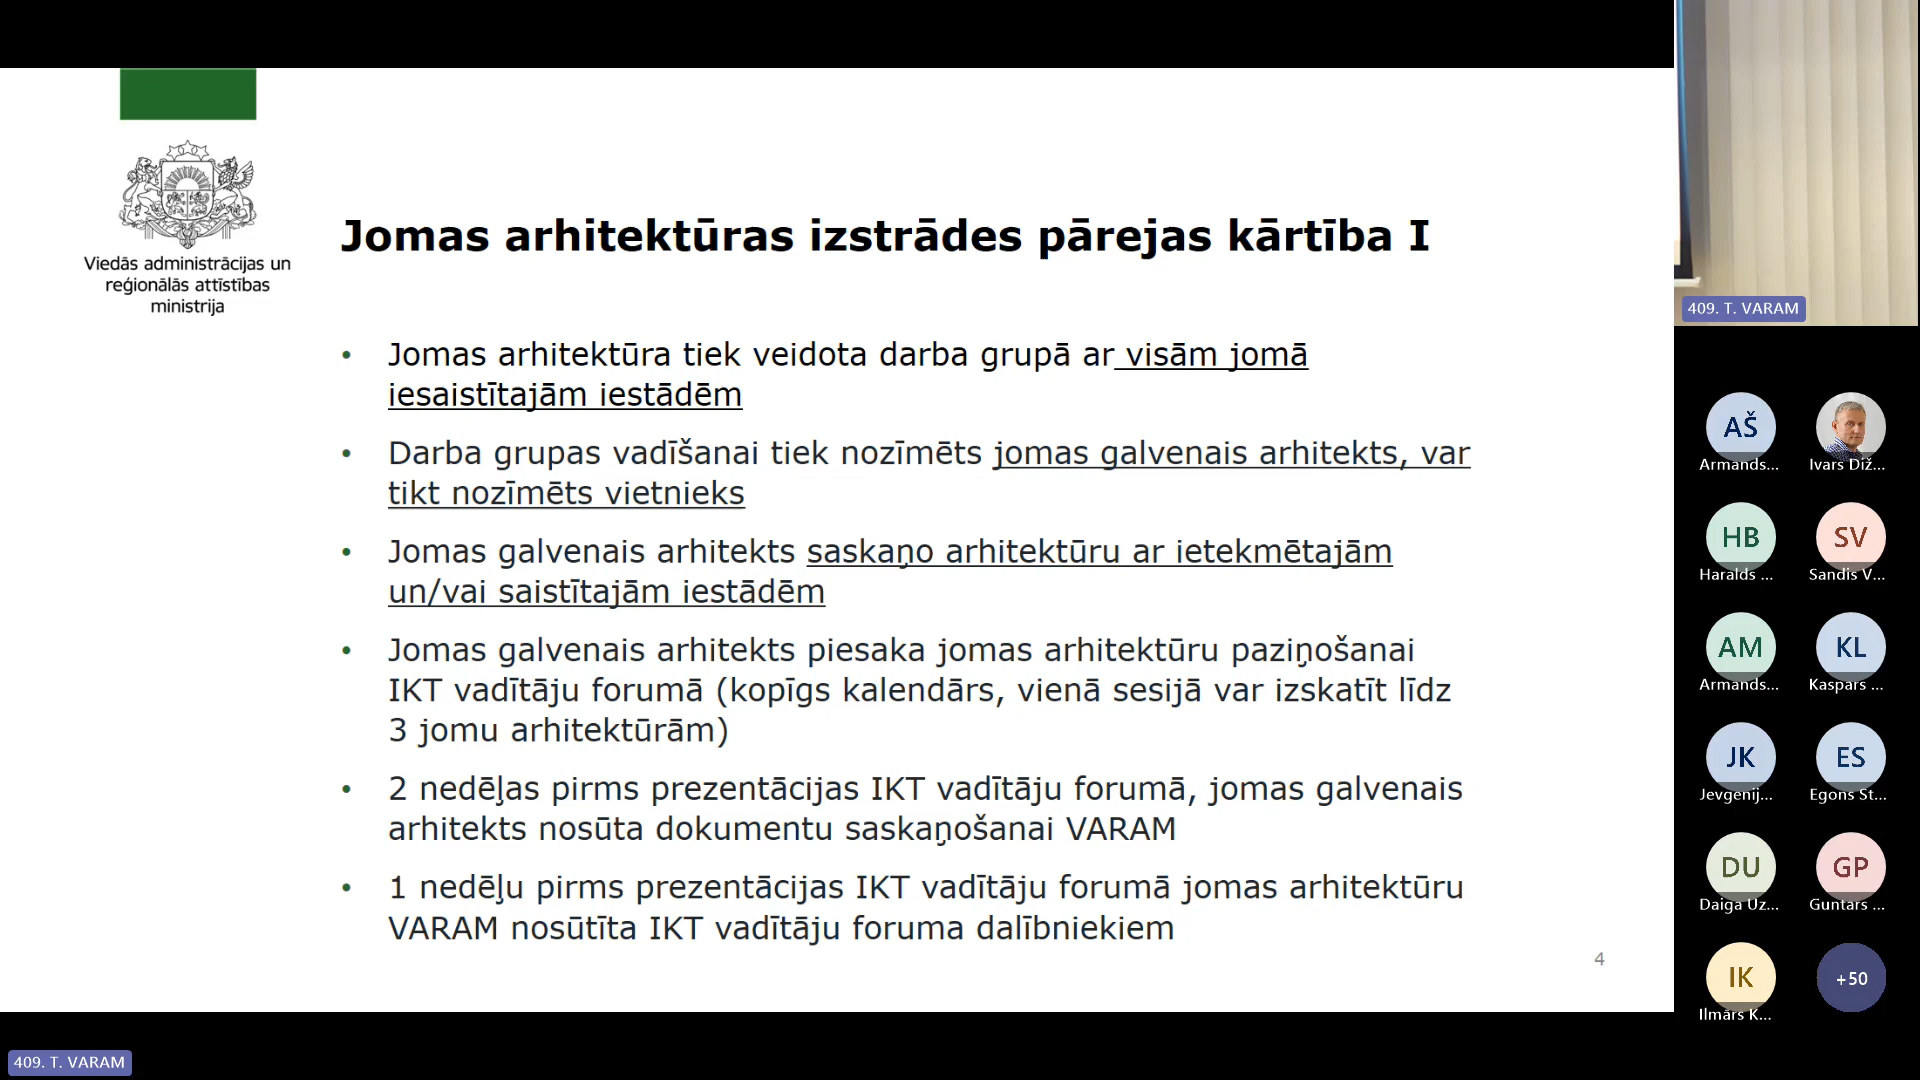 Viedās administrācijas un
reģionālās attīstības
ministrija
Jomas arhitektūras izstrādes pārejas kārtība I
• Jomas arhitektūra tiek veidota darba grupā ar visām jomā
iesaistītajām iestādēm
• Darba grupas vadīšanai tiek nozīmēts jomas galvenais arhitekts, var
tikt nozīmēts vietnieks
• Jomas galvenais arhitekts saskaņo arhitektūru ar ietekmētajām
un/vai saistītajām iestādēm
• Jomas galvenais arhitekts piesaka jomas arhitektūru paziņošanai
IKT vadītāju forumā (kopīgs kalendārs, vienā sesijā var izskatīt līdz
3 jomu arhitektūrām)
• 2 nedēļas pirms prezentācijas IKT vadītāju forumā, jomas galvenais
arhitekts nosūta dokumentu saskaņošanai VARAM
• 1 nedēļu pirms prezentācijas IKT vadītāju forumā jomas arhitektūru
VARAM nosūtīta IKT vadītāju foruma dalībniekiem
4
409. T. VARAM
AŠ
Armands...
Ivars Diž...
HB
Haralds ...
SV
Sandis V...
AM
Armands...
KL
Kaspars ...
JK
Jevgenij...
ES
Egons St...
DU
Daiga Uz...
GP
Guntars ...
IK
Ilmārs K...
+50
409. T. VARAM